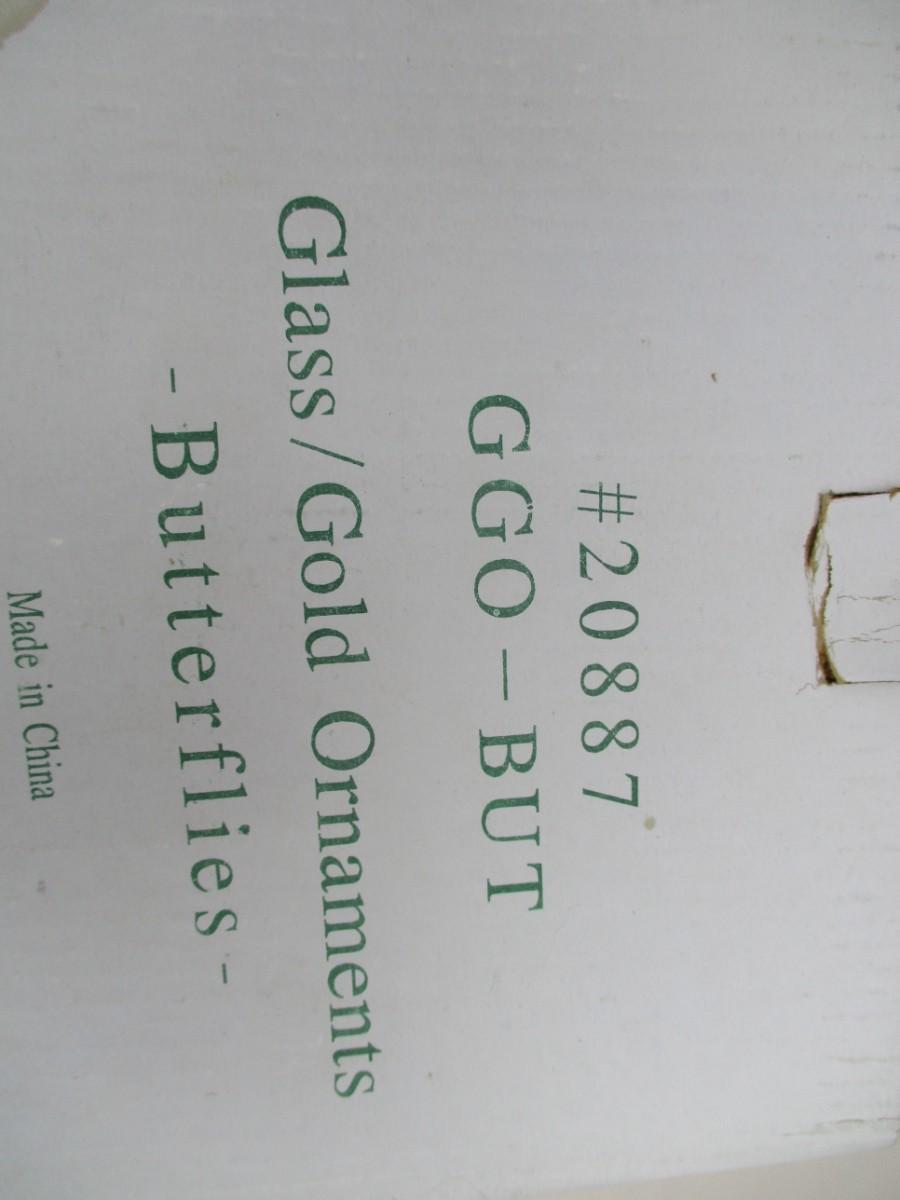 #20887
GGO-BUT
Glass/Gold Ornaments
-Butterflies-
Made in China